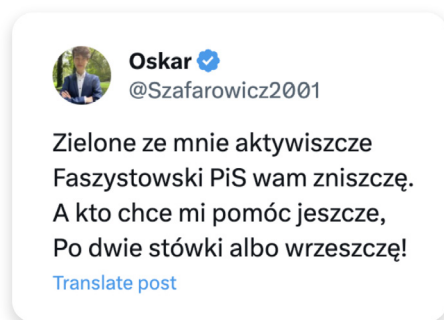 Oskar
@Szafarowicz2001
Zielone ze mnie aktywiszcze
Faszystowski PiS wam zniszczę.
A kto chce mi pomóc jeszcze,
Po dwie stówki albo wrzeszczę!
Translate post